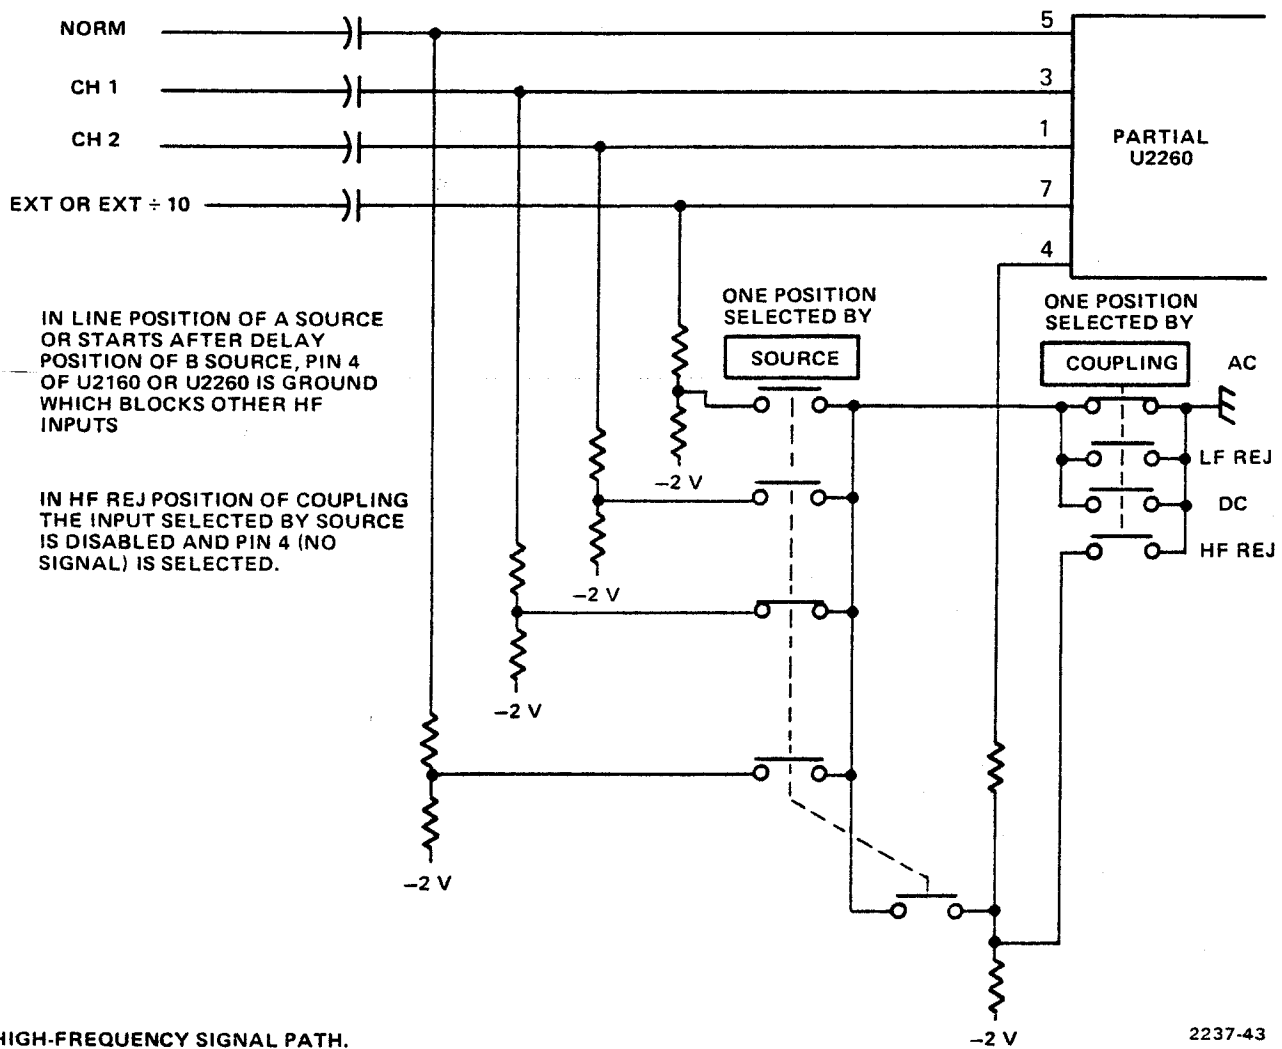 NORM
5
CH 1
3
CH 2
1
PARTIAL
U2260
EXT OR EXT ÷ 10
7
4
IN LINE POSITION OF A SOURCE
OR STARTS AFTER DELAY
POSITION OF B SOURCE, PIN 4
OF U2160 OR U2260 IS GROUND
WHICH BLOCKS OTHER HF
INPUTS
ONE POSITION
SELECTED BY
SOURCE
ONE POSITION
SELECTED BY
COUPLING
AC
LF REJ
DC
HF REJ
IN HF REJ POSITION OF COUPLING
THE INPUT SELECTED BY SOURCE
IS DISABLED AND PIN 4 (NO
SIGNAL) IS SELECTED.
−2 V
−2 V
−2 V
−2 V
−2 V
HIGH-FREQUENCY SIGNAL PATH.
2237-43